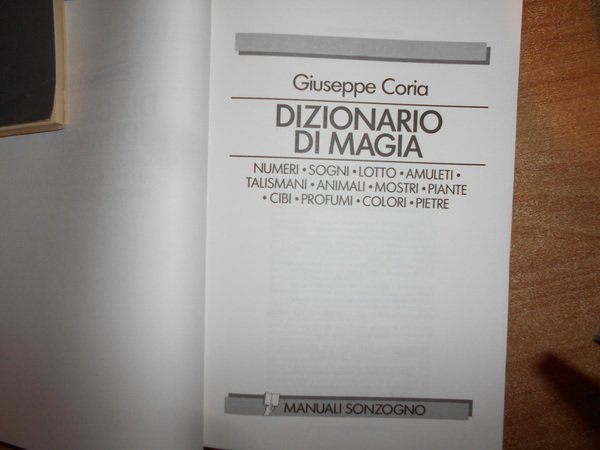 Giuseppe Coria
DIZIONARIO
DI MAGIA
NUMERI • SOGNI • LOTTO • AMULETI •
TALISMANI • ANIMALI • MOSTRI • PIANTE
• CIBI • PROFUMI • COLORI • PIETRE
MANUALI SONZOGNO